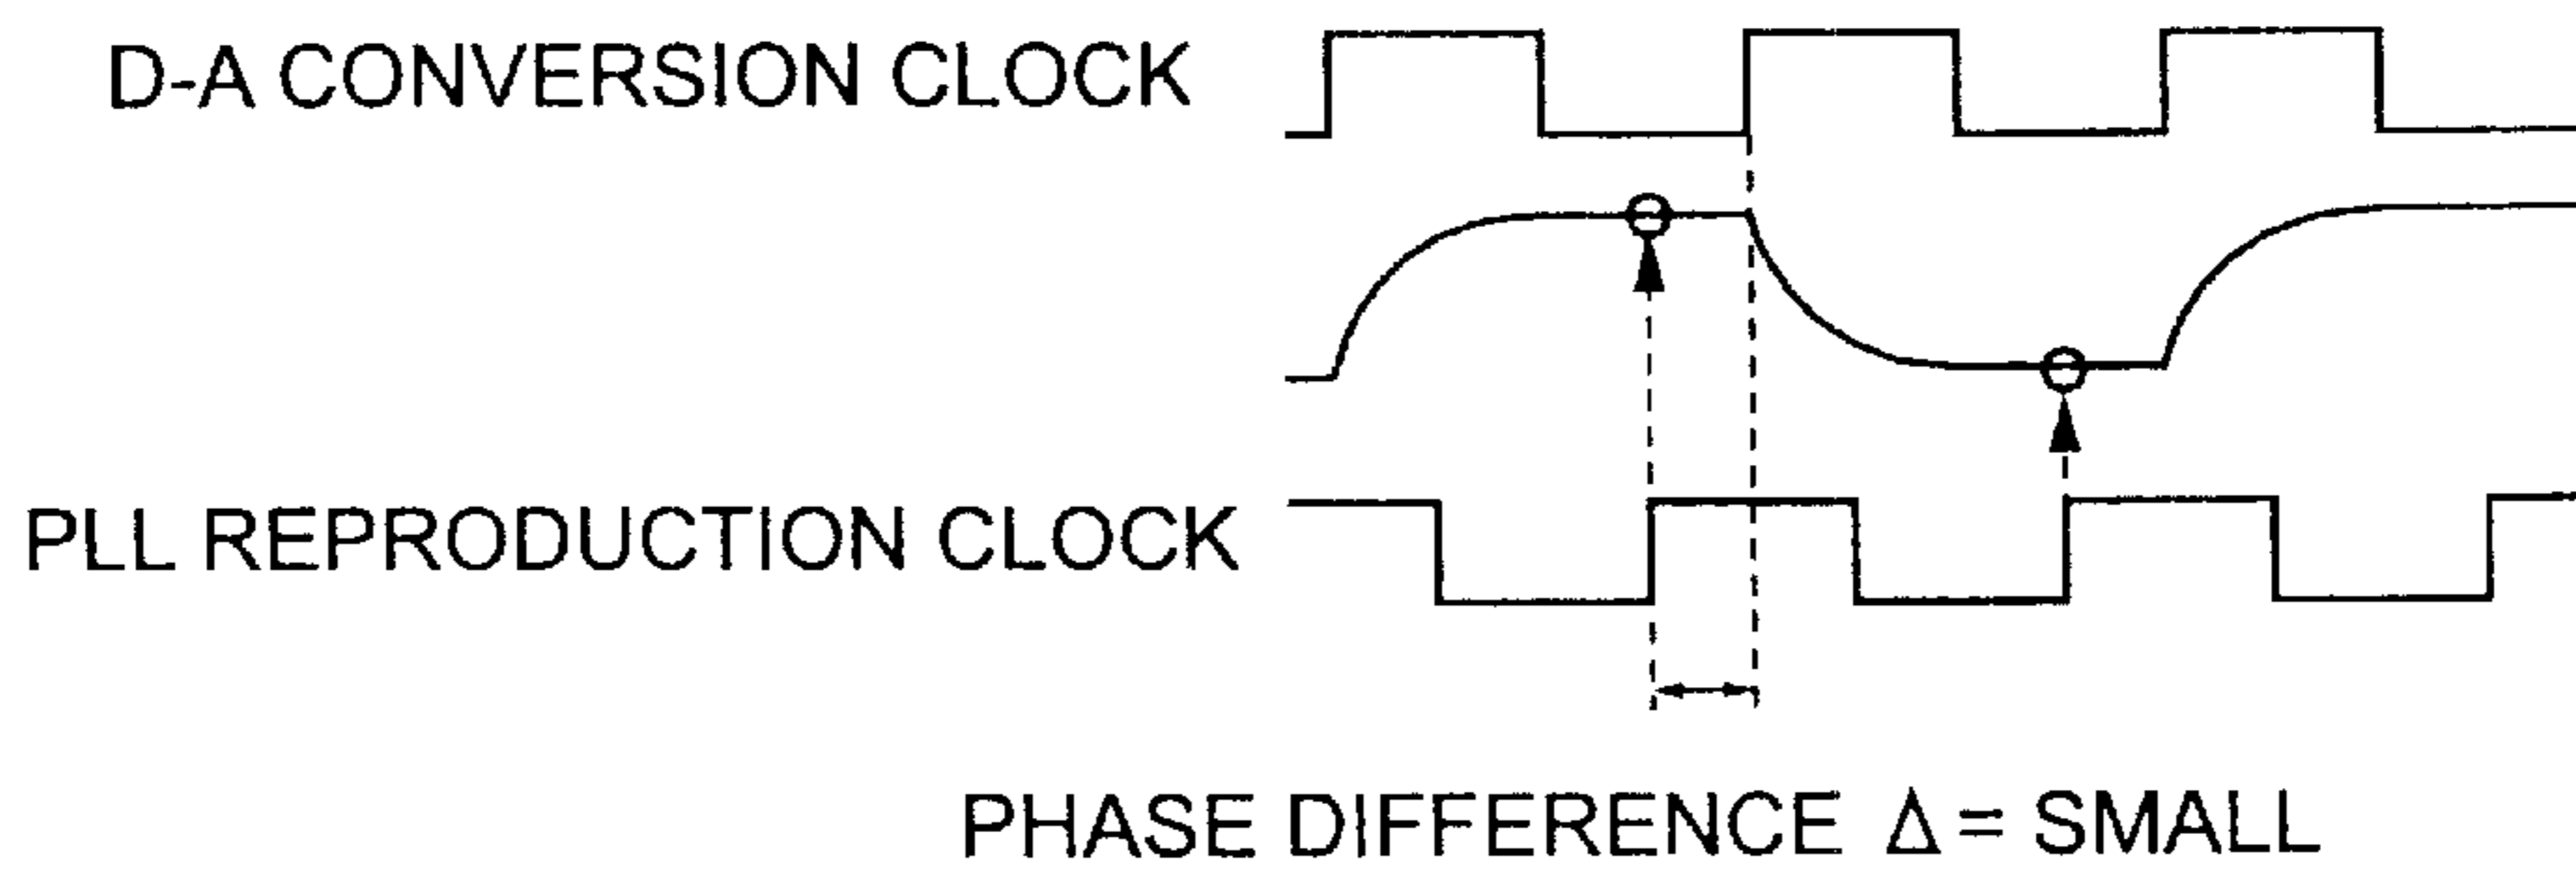 D-A CONVERSION CLOCK
PLL REPRODUCTION CLOCK
PHASE DIFFERENCE Δ = SMALL